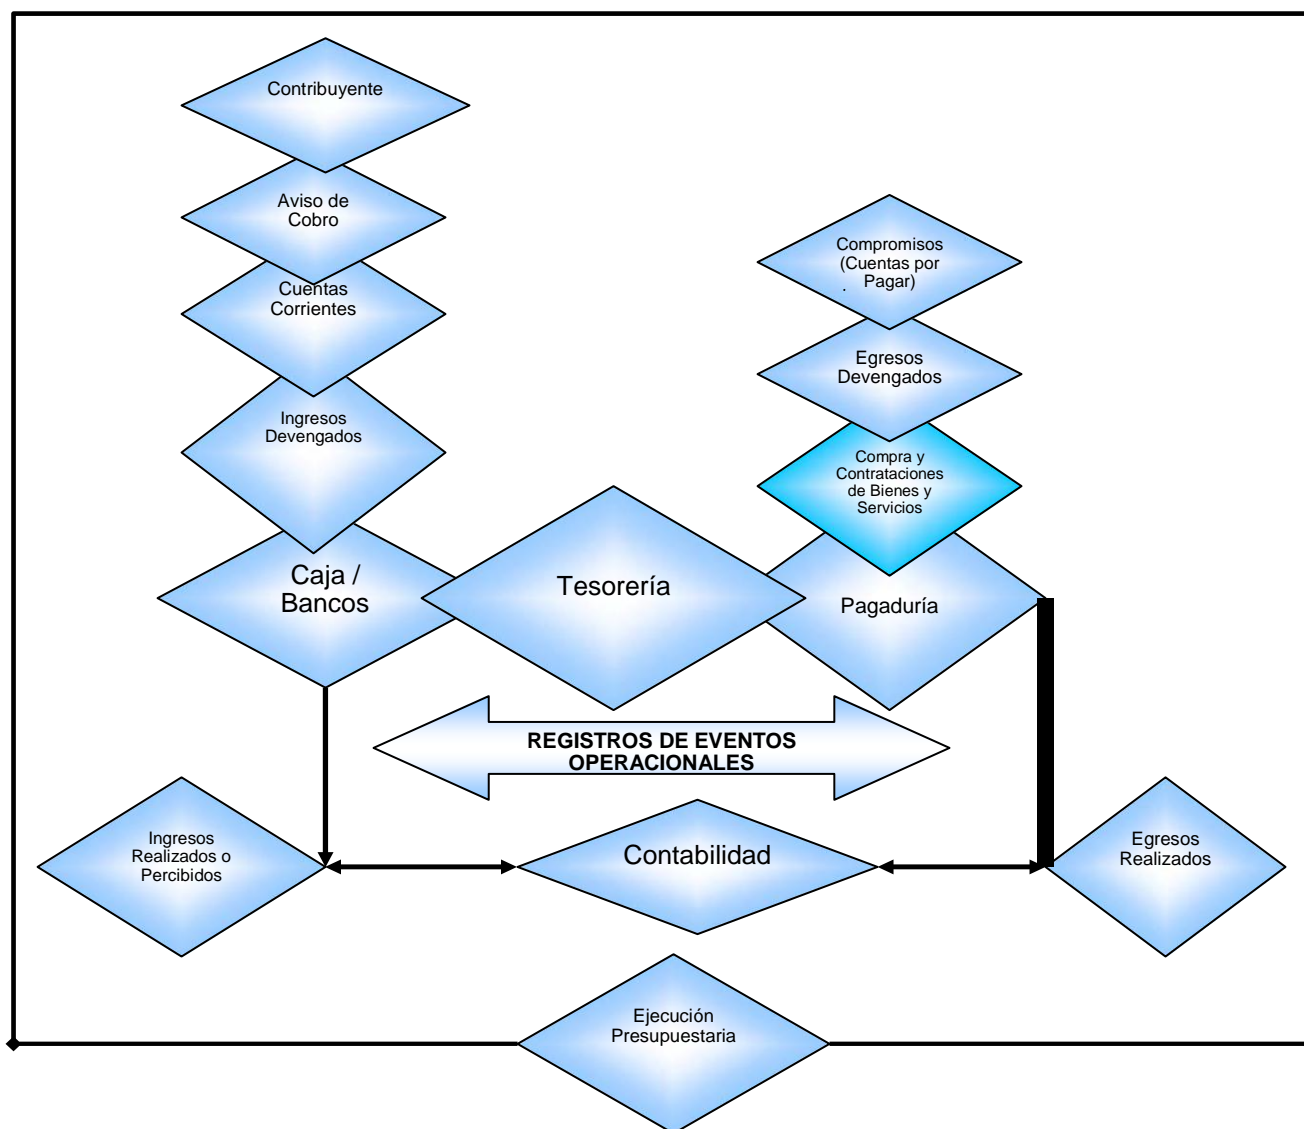 Contribuyente
Aviso de
Cobro
Cuentas
Corrientes
Ingresos
Devengados
Caja /
Bancos
Tesorería
Compromisos
(Cuentas por
Pagar)
.
Egresos
Devengados
Compra y
Contrataciones
de Bienes y
Servicios
Pagaduría
REGISTROS DE EVENTOS
OPERACIONALES
Ingresos
Realizados o
Percibidos
Contabilidad
Egresos
Realizados
Ejecución
Presupuestaria